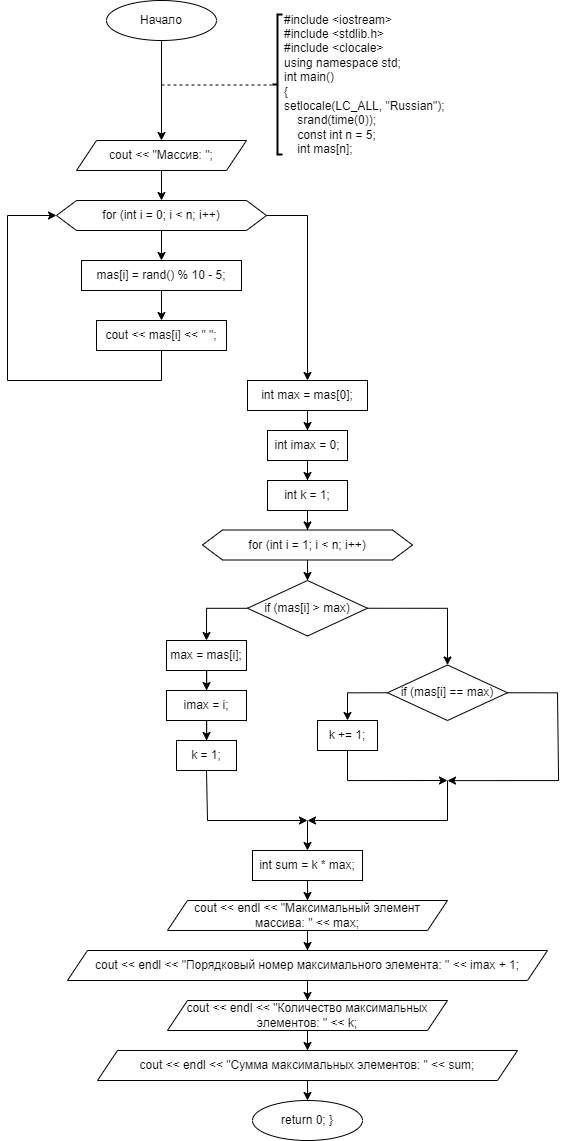 Начало
#include <iostream>
#include <stdlib.h>
#include <clocale>
using namespace std;
int main()
{
setlocale(LC_ALL, "Russian");
srand(time(0));
const int n = 5;
int mas[n];
cout << "Массив: ";
for (int i = 0; i < n; i++)
mas[i] = rand() % 10 - 5;
cout << mas[i] << " ";
int max = mas[0];
int imax = 0;
int k = 1;
for (int i = 1; i < n; i++)
if (mas[i] > max)
max = mas[i];
imax = i;
k = 1;
if (mas[i] == max)
k += 1;
int sum = k * max;
cout << endl << "Максимальный элемент
массива: " << max;
cout << endl << "Порядковый номер максимального элемента: " << imax + 1;
cout << endl << "Количество максимальных
элементов: " << k;
cout << endl << "Сумма максимальных элементов: " << sum;
return 0; }